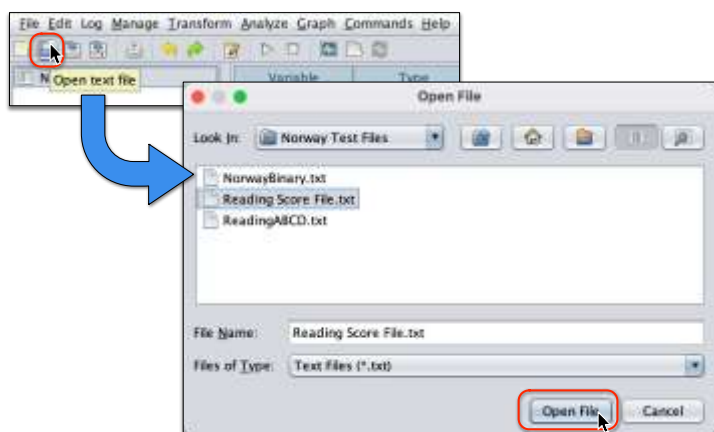 File Edit Log Manage Transform Analyze Graph Commands Help
N Open text file
Variable Type
Open File
Look In: Norway Test Files
NorwayBinary.txt
Reading Score File.txt
ReadingABCD.txt
File Name: Reading Score File.txt
Files of Type: Text Files (*.txt)
Open File Cancel